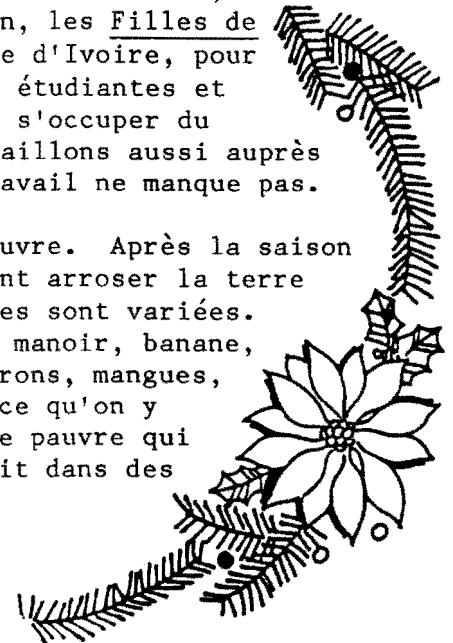 n, les Filles de
e d'Ivoire, pour
étudiantes et
s'occuper du
aillons aussi auprès
avail ne manque pas.
uvre. Après la saison
nt arroser la terre
es sont variées.
manoir, banane,
rons, mangues,
ce qu'on y
e pauvre qui
it dans des